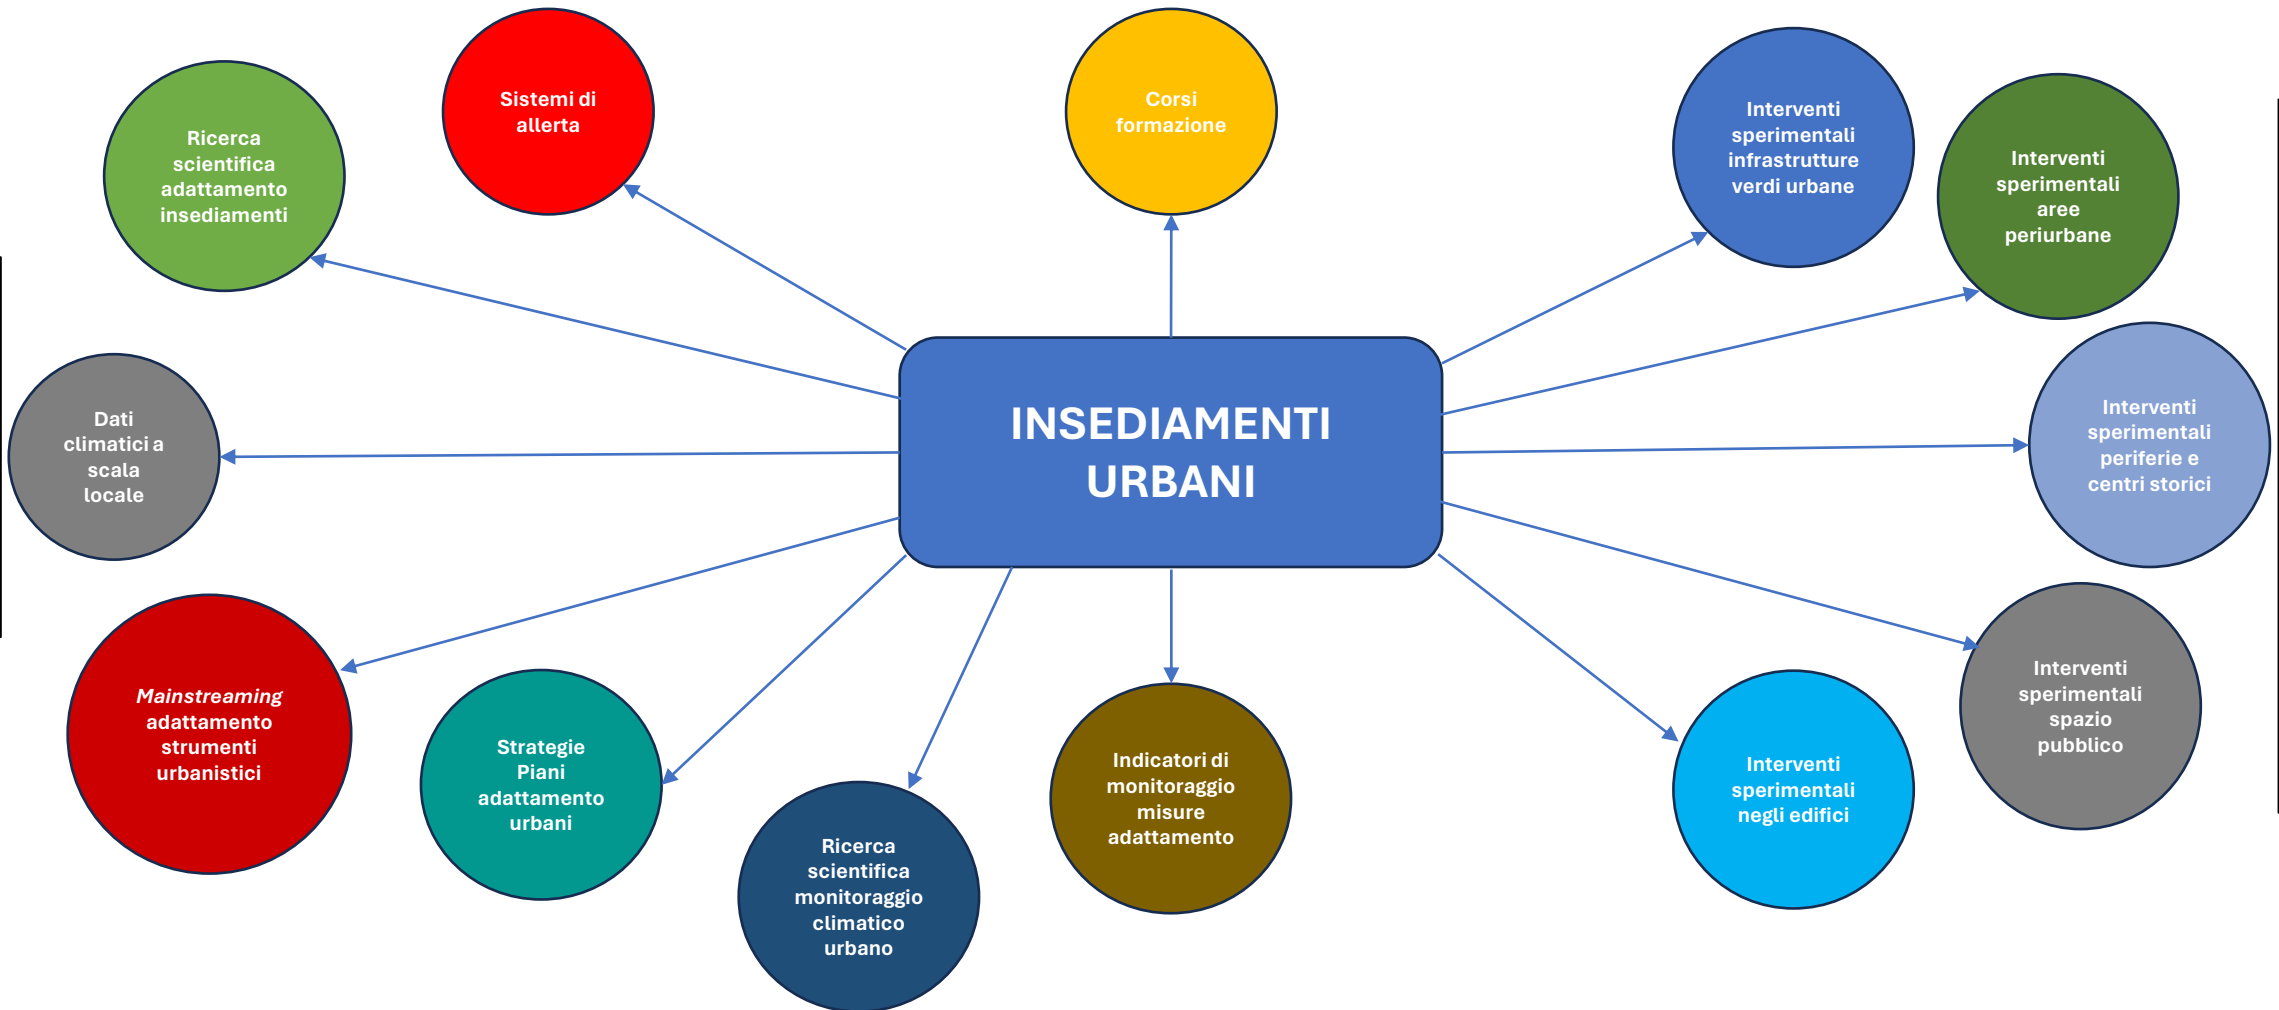 Sistemi di
allerta
Corsi
formazione
Interventi
sperimentali
infrastrutture
verdi urbane
Ricerca
scientifica
adattamento
insediamenti
Interventi
sperimentali
aree
periurbane
INSEDIAMENTI
URBANI
Dati
climatici a
scala
locale
Interventi
sperimentali
periferie e
centri storici
Mainstreaming
adattamento
strumenti
urbanistici
Strategie
Piani
adattamento
urbani
Ricerca
scientifica
monitoraggio
climatico
urbano
Indicatori di
monitoraggio
misure
adattamento
Interventi
sperimentali
negli edifici
Interventi
sperimentali
spazio
pubblico